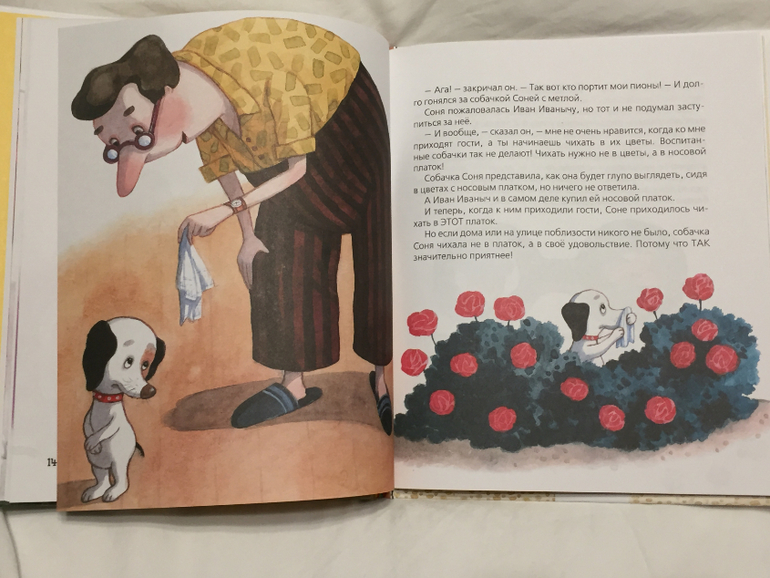 — Ага! — закричал он. — Так вот кто портит мои пионы! — И дол-
го гонялся за собачкой Соней с метлой.
Соня пожаловалась Иван Иванычу, но тот и не подумал засту-
питься за неё.
— И вообще, — сказал он, — мне не очень нравится, когда ко мне
приходят гости, а ты начинаешь чихать в их цветы. Воспитан-
ные собачки так не делают! Чихать нужно не в цветы, а в носовой
платок!
Собачка Соня представила, как она будет глупо выглядеть, сидя
в цветах с носовым платком, но ничего не ответила.
А Иван Иваныч и в самом деле купил ей носовой платок.
И теперь, когда к ним приходили гости, Соне приходилось чи-
хать в ЭТОТ платок.
Но если дома или на улице поблизости никого не было, собачка
Соня чихала не в платок, а в своё удовольствие. Потому что ТАК
значительно приятнее!
14